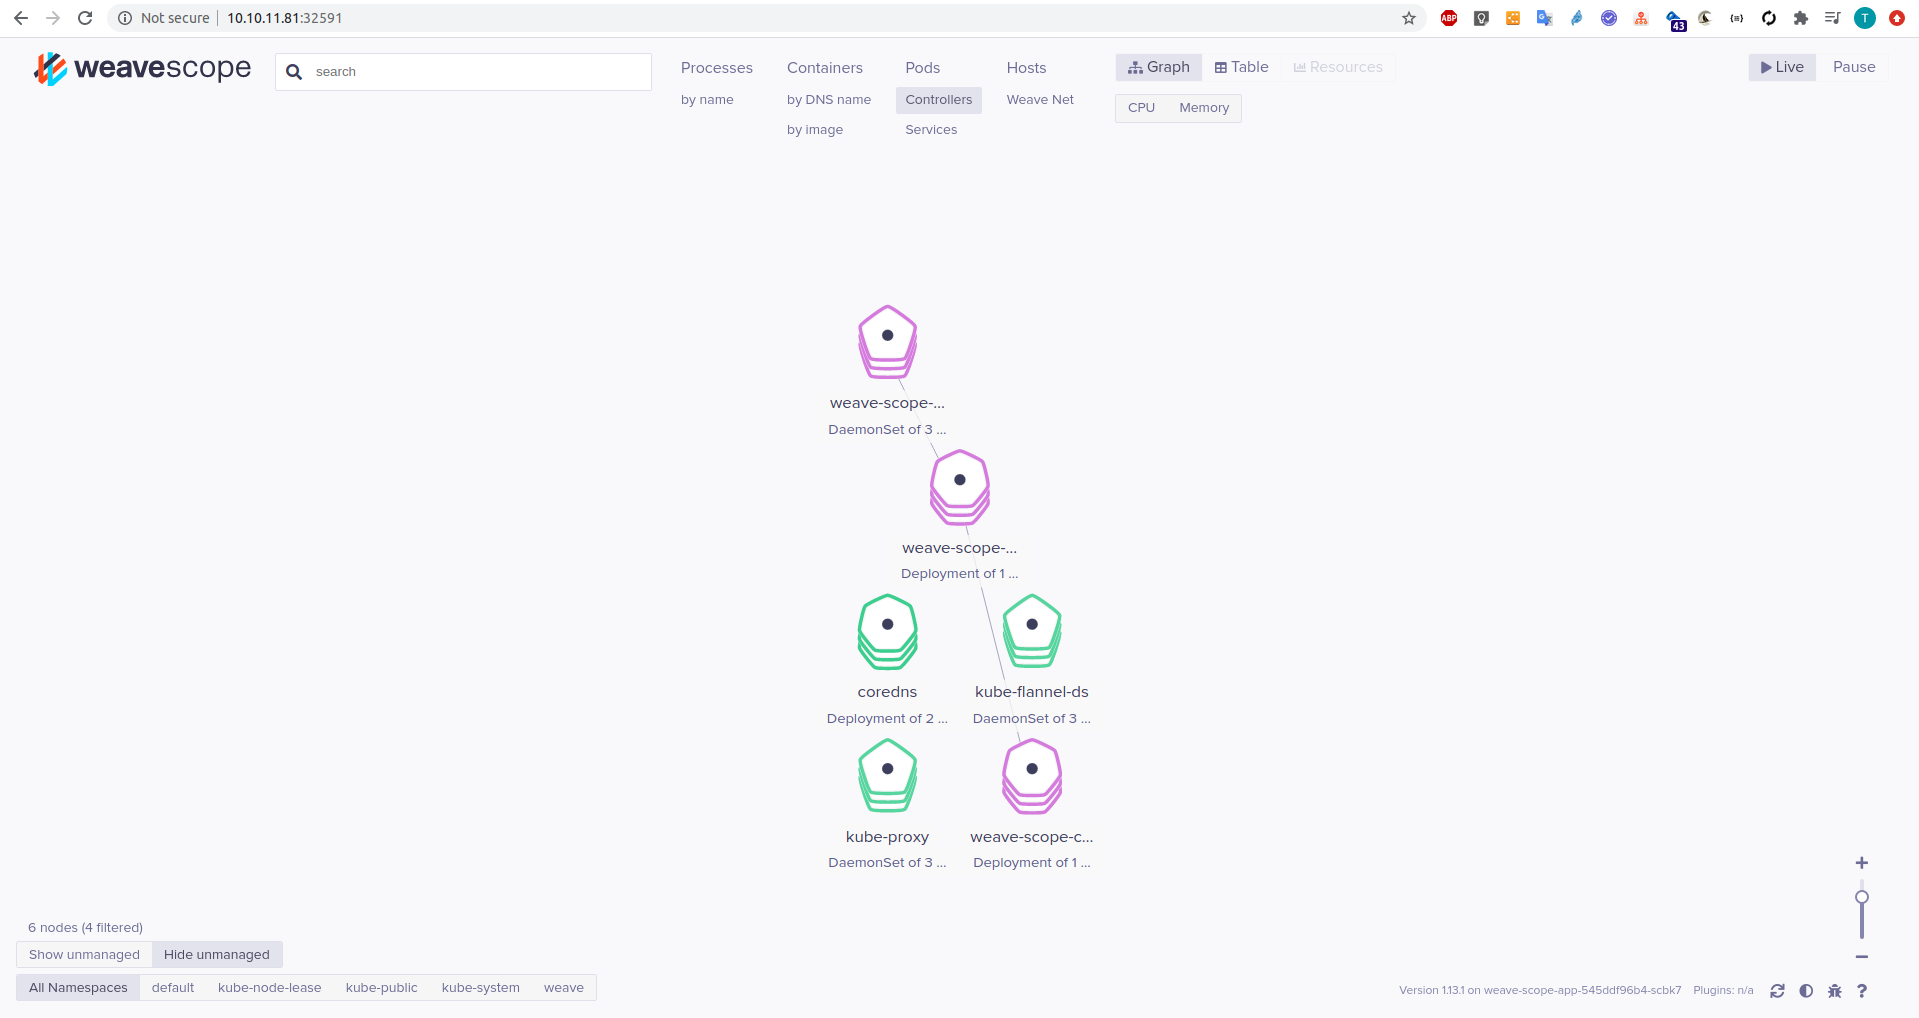 Not secure 10.10.11.81:32591
ABP
43
T
weavescope
search
Processes
by name
Containers
by DNS name
by image
Pods
Controllers
Services
Hosts
Weave Net
Graph Table Resources
CPU Memory
Live Pause
weave-scope-...
DaemonSet of 3 ...
weave-scope-...
Deployment of 1 ...
coredns
Deployment of 2 ...
kube-flannel-ds
DaemonSet of 3 ...
kube-proxy
DaemonSet of 3 ...
weave-scope-c...
Deployment of 1 ...
6 nodes (4 filtered)
Show unmanaged Hide unmanaged
All Namespaces default kube-node-lease kube-public kube-system weave
Version 1.13.1 on weave-scope-app-545ddf96b4-scbk7 Plugins: n/a